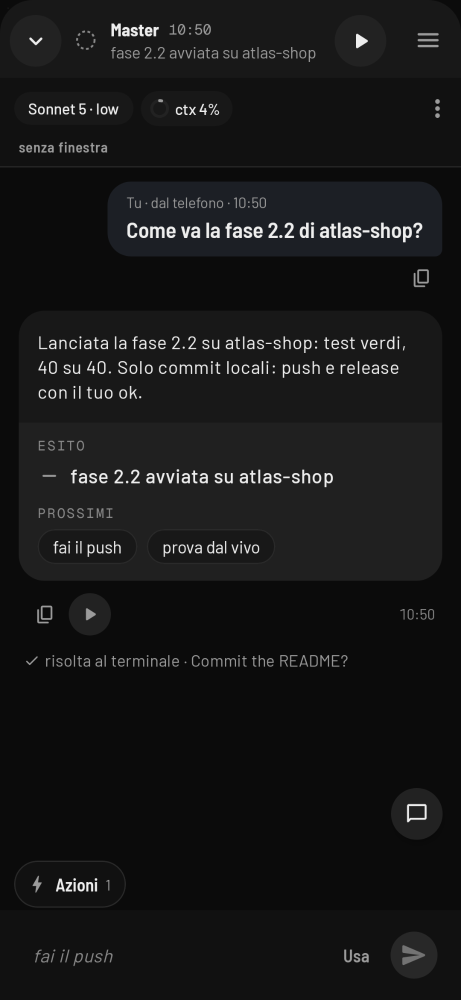 Master 10:50
fase 2.2 avviata su atlas-shop
Sonnet 5 · low
ctx 4%
senza finestra
Tu · dal telefono · 10:50
Come va la fase 2.2 di atlas-shop?
Lanciata la fase 2.2 su atlas-shop: test verdi,
40 su 40. Solo commit locali: push e release
con il tuo ok.
ESITO
— fase 2.2 avviata su atlas-shop
PROSSIMI
fai il push
prova dal vivo
10:50
risolta al terminale · Commit the README?
Azioni 1
fai il push
Usa